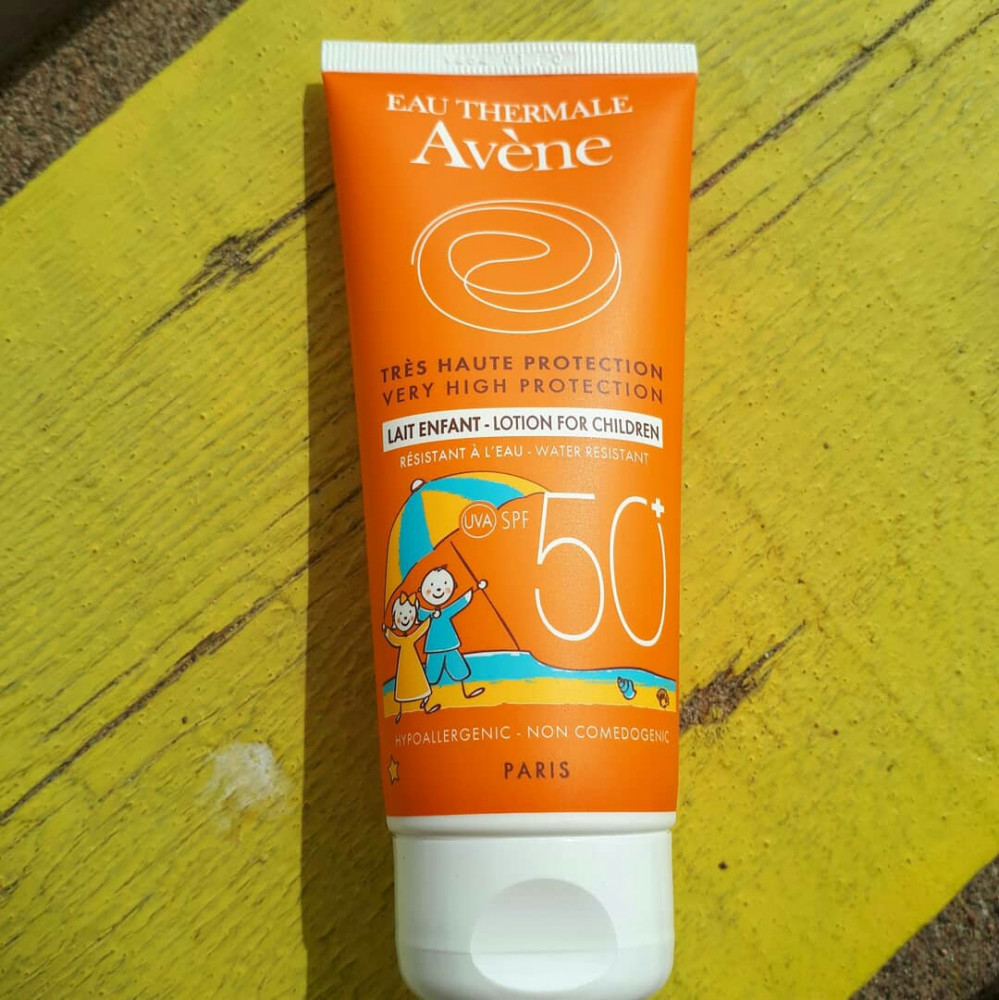 EAU THERMALE
Avène
TRÈS HAUTE PROTECTION
VERY HIGH PROTECTION
LAIT ENFANT - LOTION FOR CHILDREN
RÉSISTANT À L'EAU - WATER RESISTANT
UVA SPF 50+
HYPOALLERGENIC - NON COMEDOGENIC
PARIS